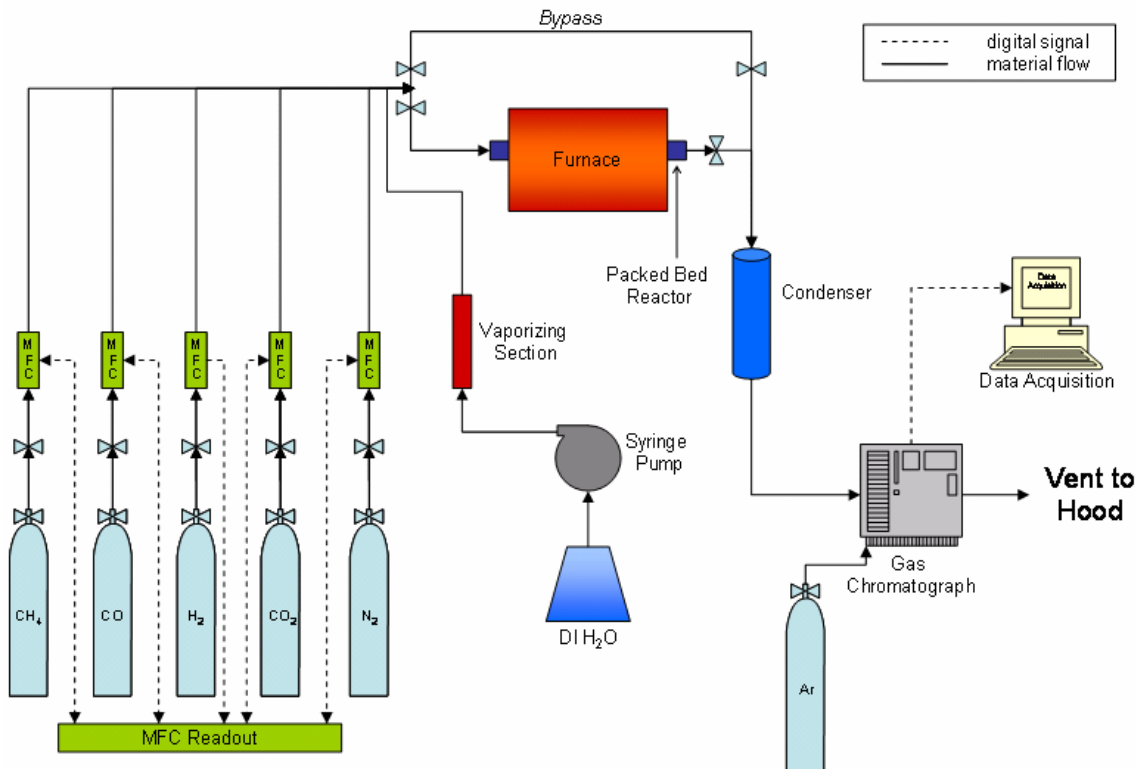 Bypass
digital signal
material flow
Furnace
Packed Bed
Reactor
Condenser
Data
Acquisition
Data Acquisition
Vaporizing
Section
M
F
C
M
F
C
M
F
C
M
F
C
M
F
C
Syringe
Pump
Vent to
Hood
Gas
Chromatograph
CH₄
CO
H₂
CO₂
N₂
DI H₂O
Ar
MFC Readout